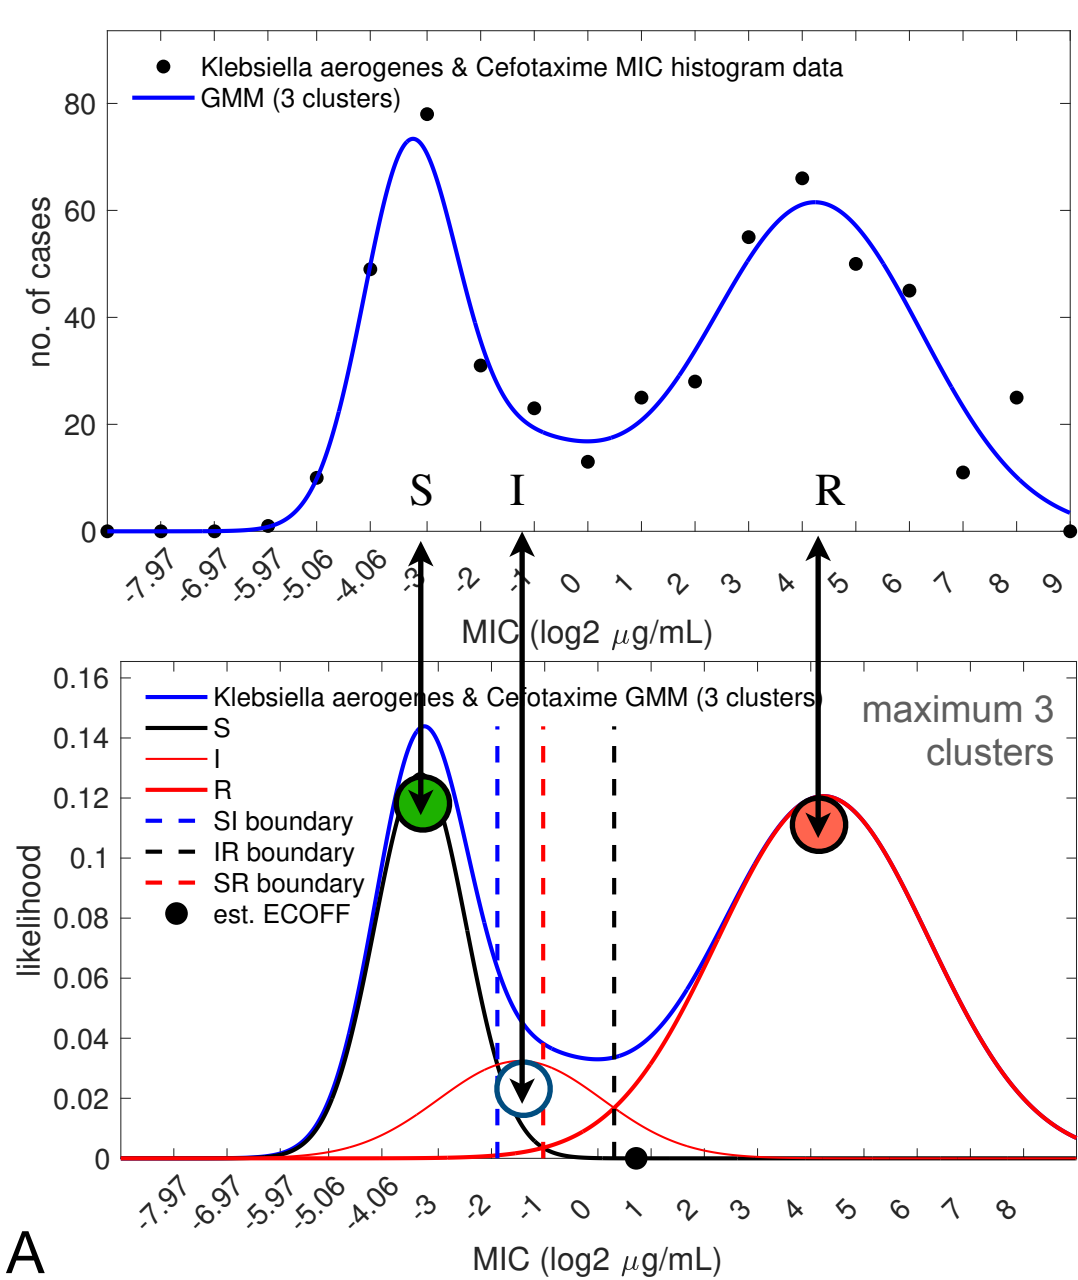 Klebsiella aerogenes & Cefotaxime MIC histogram data
GMM (3 clusters)
no. of cases
80
60
40
20
0
S I R
-7.97 -6.97 -5.97 -5.06 -4.06 -3 -2 -1 0 1 2 3 4 5 6 7 8 9
MIC (log2 μg/mL)
Klebsiella aerogenes & Cefotaxime GMM (3 clusters)
S
I
R
SI boundary
IR boundary
SR boundary
est. ECOFF
maximum 3
clusters
likelihood
0.16
0.14
0.12
0.1
0.08
0.06
0.04
0.02
0
-7.97 -6.97 -5.97 -5.06 -4.06 -3 -2 -1 0 1 2 3 4 5 6 7 8
MIC (log2 μg/mL)
A